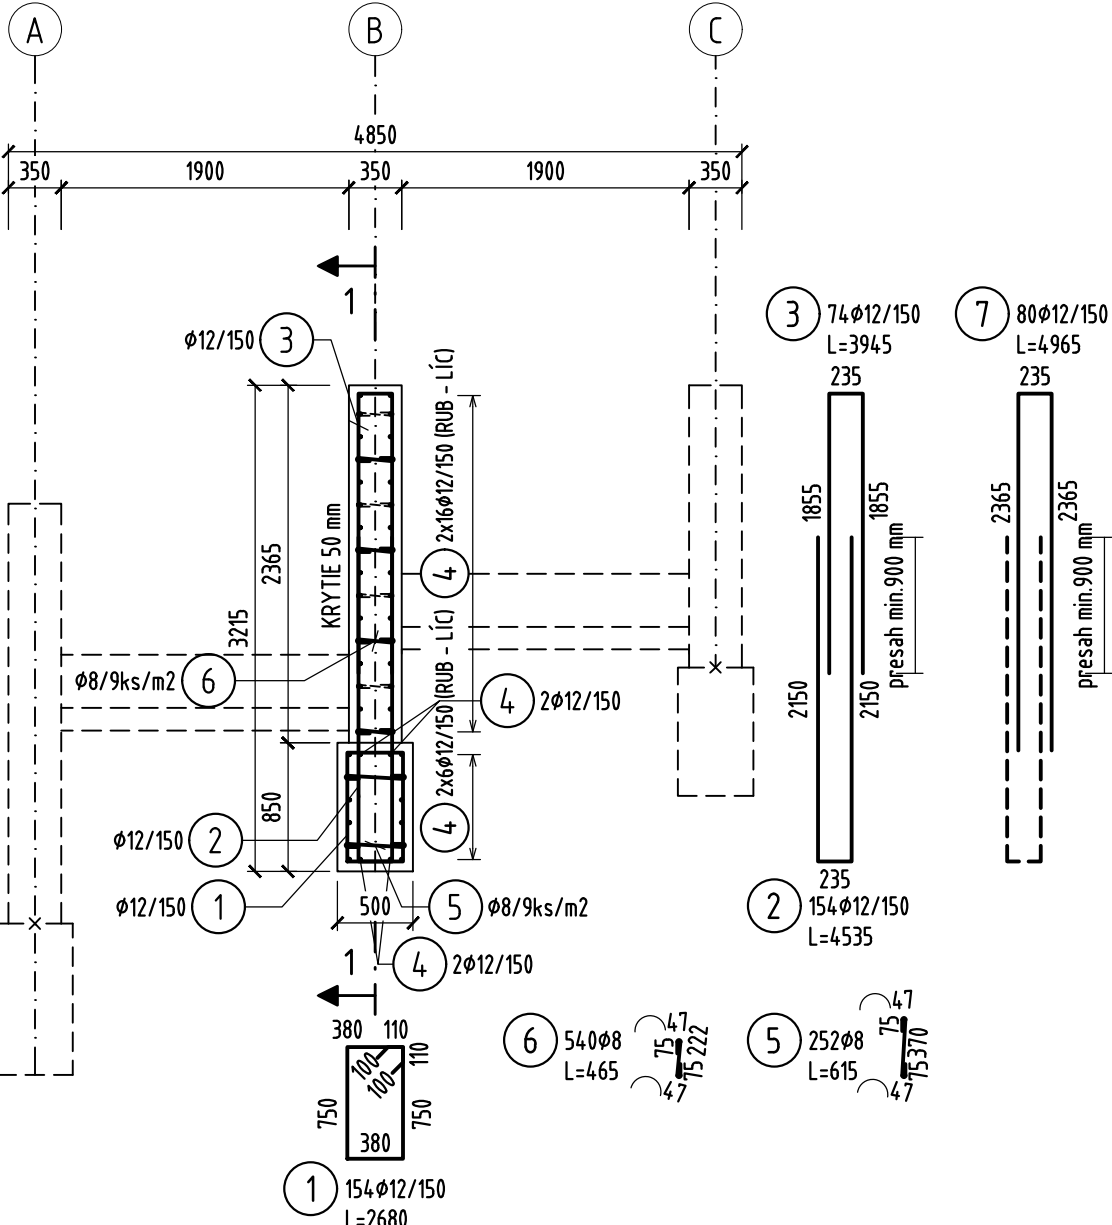 A
B
C
4850
350
1900
350
1900
350
1
ø12/150
3
2x16ø12/150 (RUB - LÍC)
4
KRYTIE 50 mm
2365
3215
ø8/9ks/m2
6
2x6ø12/150 (RUB - LÍC)
4
4
2ø12/150
850
ø12/150
2
ø12/150
1
500
5
ø8/9ks/m2
1
4
2ø12/150
3
74ø12/150
L=3945
235
1855
1855
presah min.900 mm
2150
2150
235
2
154ø12/150
L=4535
7
80ø12/150
L=4965
235
2365
2365
presah min.900 mm
380
110
110
100
100
750
750
380
1
154ø12/150
L=2680
6
540ø8
L=465
47
75
222
75
47
5
252ø8
L=615
47
75
370
75
47